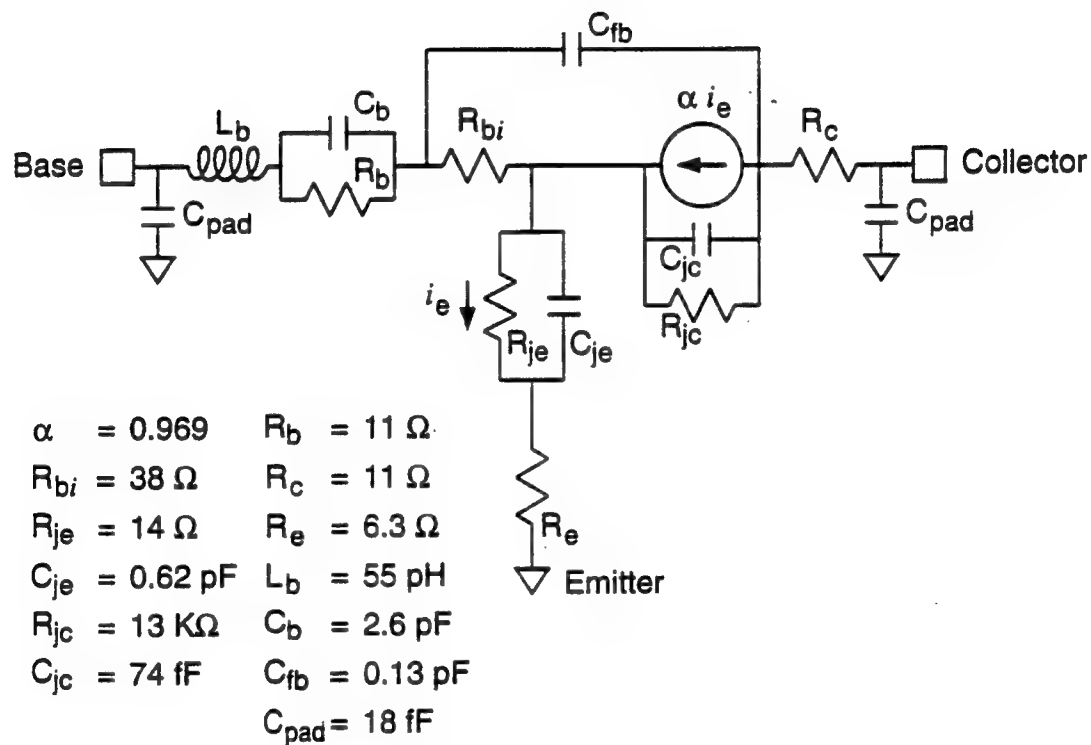 C_fb
C_b
α i_e
L_b
R_bi
R_c
Base
Collector
R_b
C_pad
C_pad
C_jc
i_e
R_jc
R_je
C_je
α = 0.969 R_b = 11 Ω
R_bi = 38 Ω R_c = 11 Ω
R_je = 14 Ω R_e = 6.3 Ω
R_e
C_je = 0.62 pF L_b = 55 pH
Emitter
R_jc = 13 KΩ C_b = 2.6 pF
C_jc = 74 fF C_fb = 0.13 pF
C_pad = 18 fF